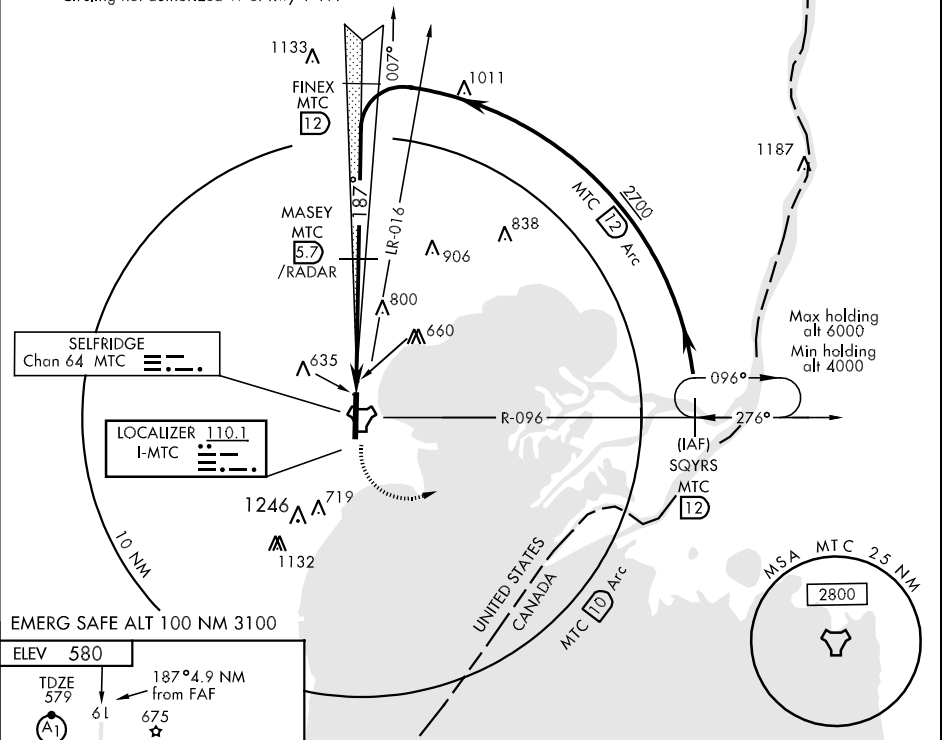 1133
007°
FINEX
MTC
12
1011
1187
187°
LR-016
MTC 12 Arc
2700
MASEY
MTC
5.7
/RADAR
838
906
800
660
635
SELFRIDGE
Chan 64 MTC
LOCALIZER 110.1
I-MTC
Max holding
alt 6000
Min holding
alt 4000
096°
R-096
276°
(IAF)
SQYRS
MTC
12
1246
719
1132
10 NM
UNITED STATES
CANADA
MTC 10 Arc
MSA MTC 25 NM
2800
EMERG SAFE ALT 100 NM 3100
ELEV 580
TDZE
579
187° 4.9 NM
from FAF
19
675
A1